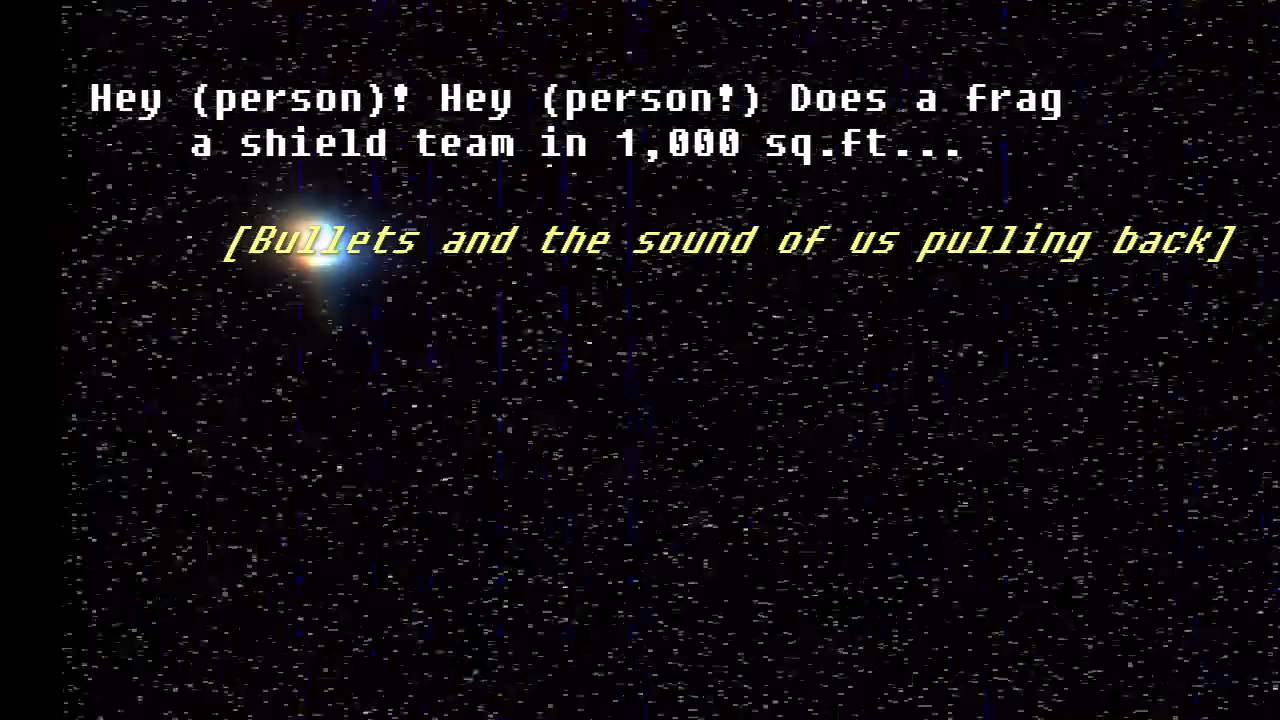 Hey (person)! Hey (person!) Does a frag
a shield team in 1,000 sq.ft...
[Bullets and the sound of us pulling back]